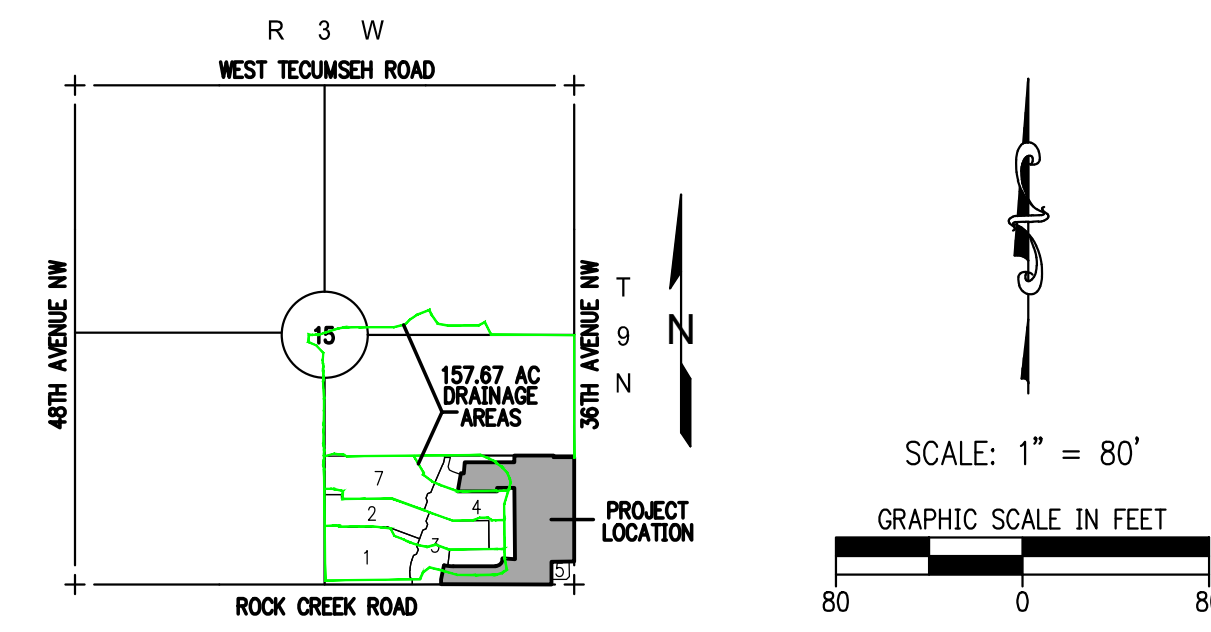 R 3 W
WEST TECUMSEH ROAD
48TH AVENUE NW
15
36TH AVENUE NW
T
9
N
N
157.67 AC
DRAINAGE
AREAS
7
2
4
3
1
5
PROJECT
LOCATION
ROCK CREEK ROAD
SCALE: 1" = 80'
GRAPHIC SCALE IN FEET
80 0